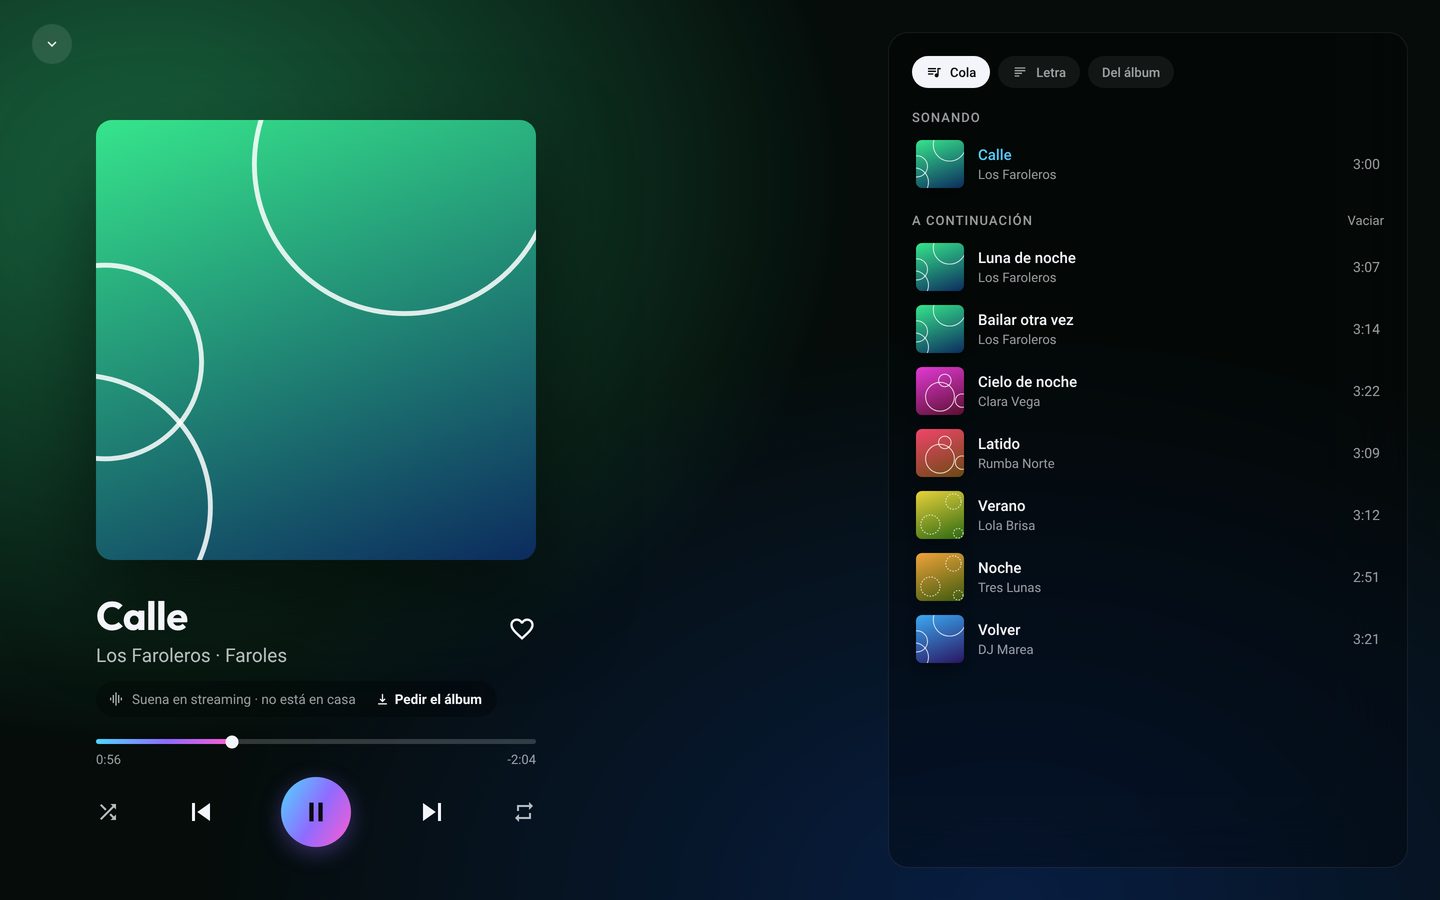 Calle
Los Faroleros · Faroles
Suena en streaming · no está en casa
Pedir el álbum
0:56
-2:04
Cola
Letra
Del álbum
SONANDO
Calle
Los Faroleros
3:00
A CONTINUACIÓN
Vaciar
Luna de noche
Los Faroleros
3:07
Bailar otra vez
Los Faroleros
3:14
Cielo de noche
Clara Vega
3:22
Latido
Rumba Norte
3:09
Verano
Lola Brisa
3:12
Noche
Tres Lunas
2:51
Volver
DJ Marea
3:21